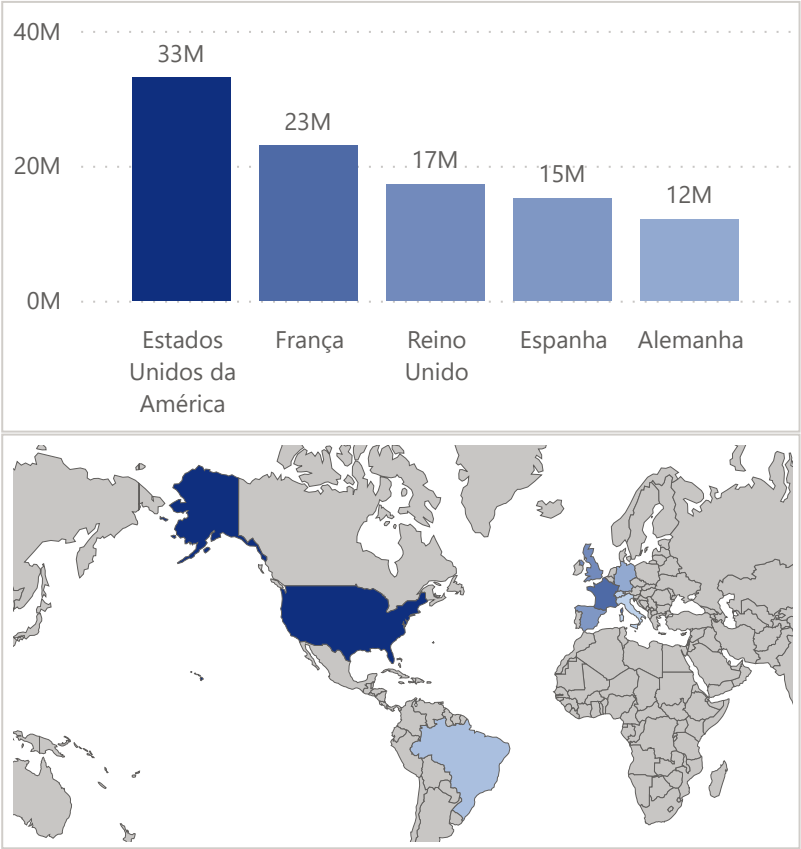 40M
33M
23M
20M
17M
15M
12M
0M
Estados
Unidos da
América
França
Reino
Unido
Espanha
Alemanha